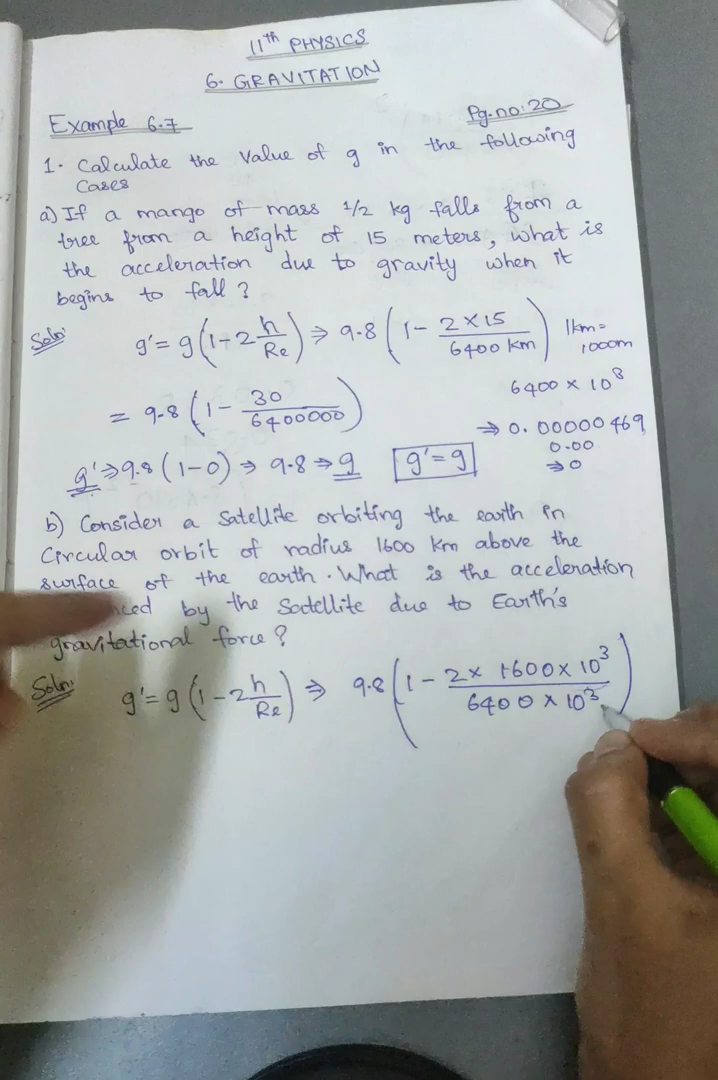 11th PHYSICS
6. GRAVITATION
Example 6.7 Pg.no:20
1. Calculate the Value of g in the following
Cases
a) If a mango of mass 1/2 kg falls from a
tree from a height of 15 meters, what is
the acceleration due to gravity when it
begins to fall?
Soln: g' = g(1-2 h/Re) ⇒ 9.8 (1 - 2×15/6400 km) 1km = 1000m
6400 × 10⁸
= 9.8 (1 - 30/6400000) ⇒ 0.00000469
0.00
⇒ 0
g' ⇒ 9.8 (1-0) ⇒ 9.8 ⇒ g g' = g
b) Consider a Satellite orbiting the earth in
Circular orbit of radius 1600 Km above the
surface of the earth. What is the acceleration
by the Satellite due to Earth's
gravitational force?
Soln: g' = g (1-2 h/Re) ⇒ 9.8 (1 - 2× 1600×10³/6400×10³)